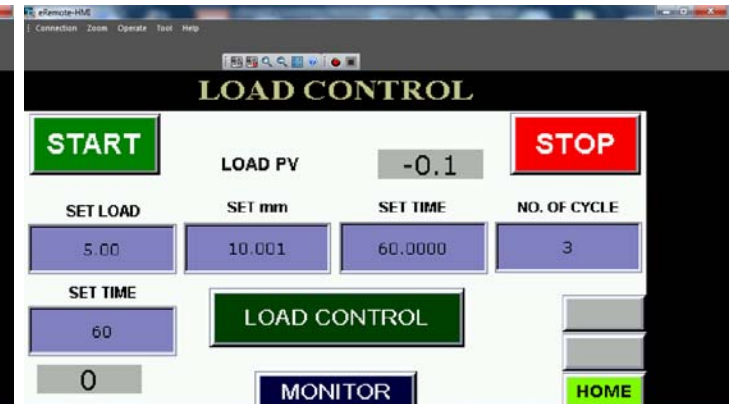 eRemote-HMI
Connection Zoom Operate Tool Help
LOAD CONTROL
START
LOAD PV
-0.1
STOP
SET LOAD
SET mm
SET TIME
NO. OF CYCLE
5.00
10.001
60.0000
3
SET TIME
60
LOAD CONTROL
0
MONITOR
HOME